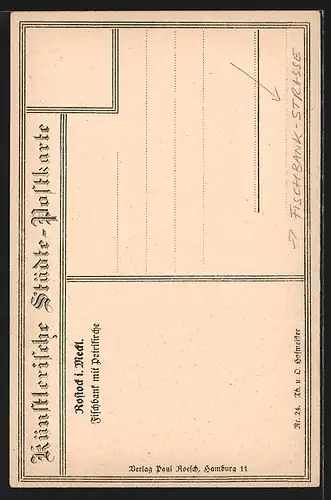 Künstlerische Städte-Postkarte
Rostock i. Meckl.
Fischbank mit Petrikirche
Verlag Paul Roesch, Hamburg 11
Nr. 24. Th. u. O. Hofmeister
→ FISCHBANK-STRASSE